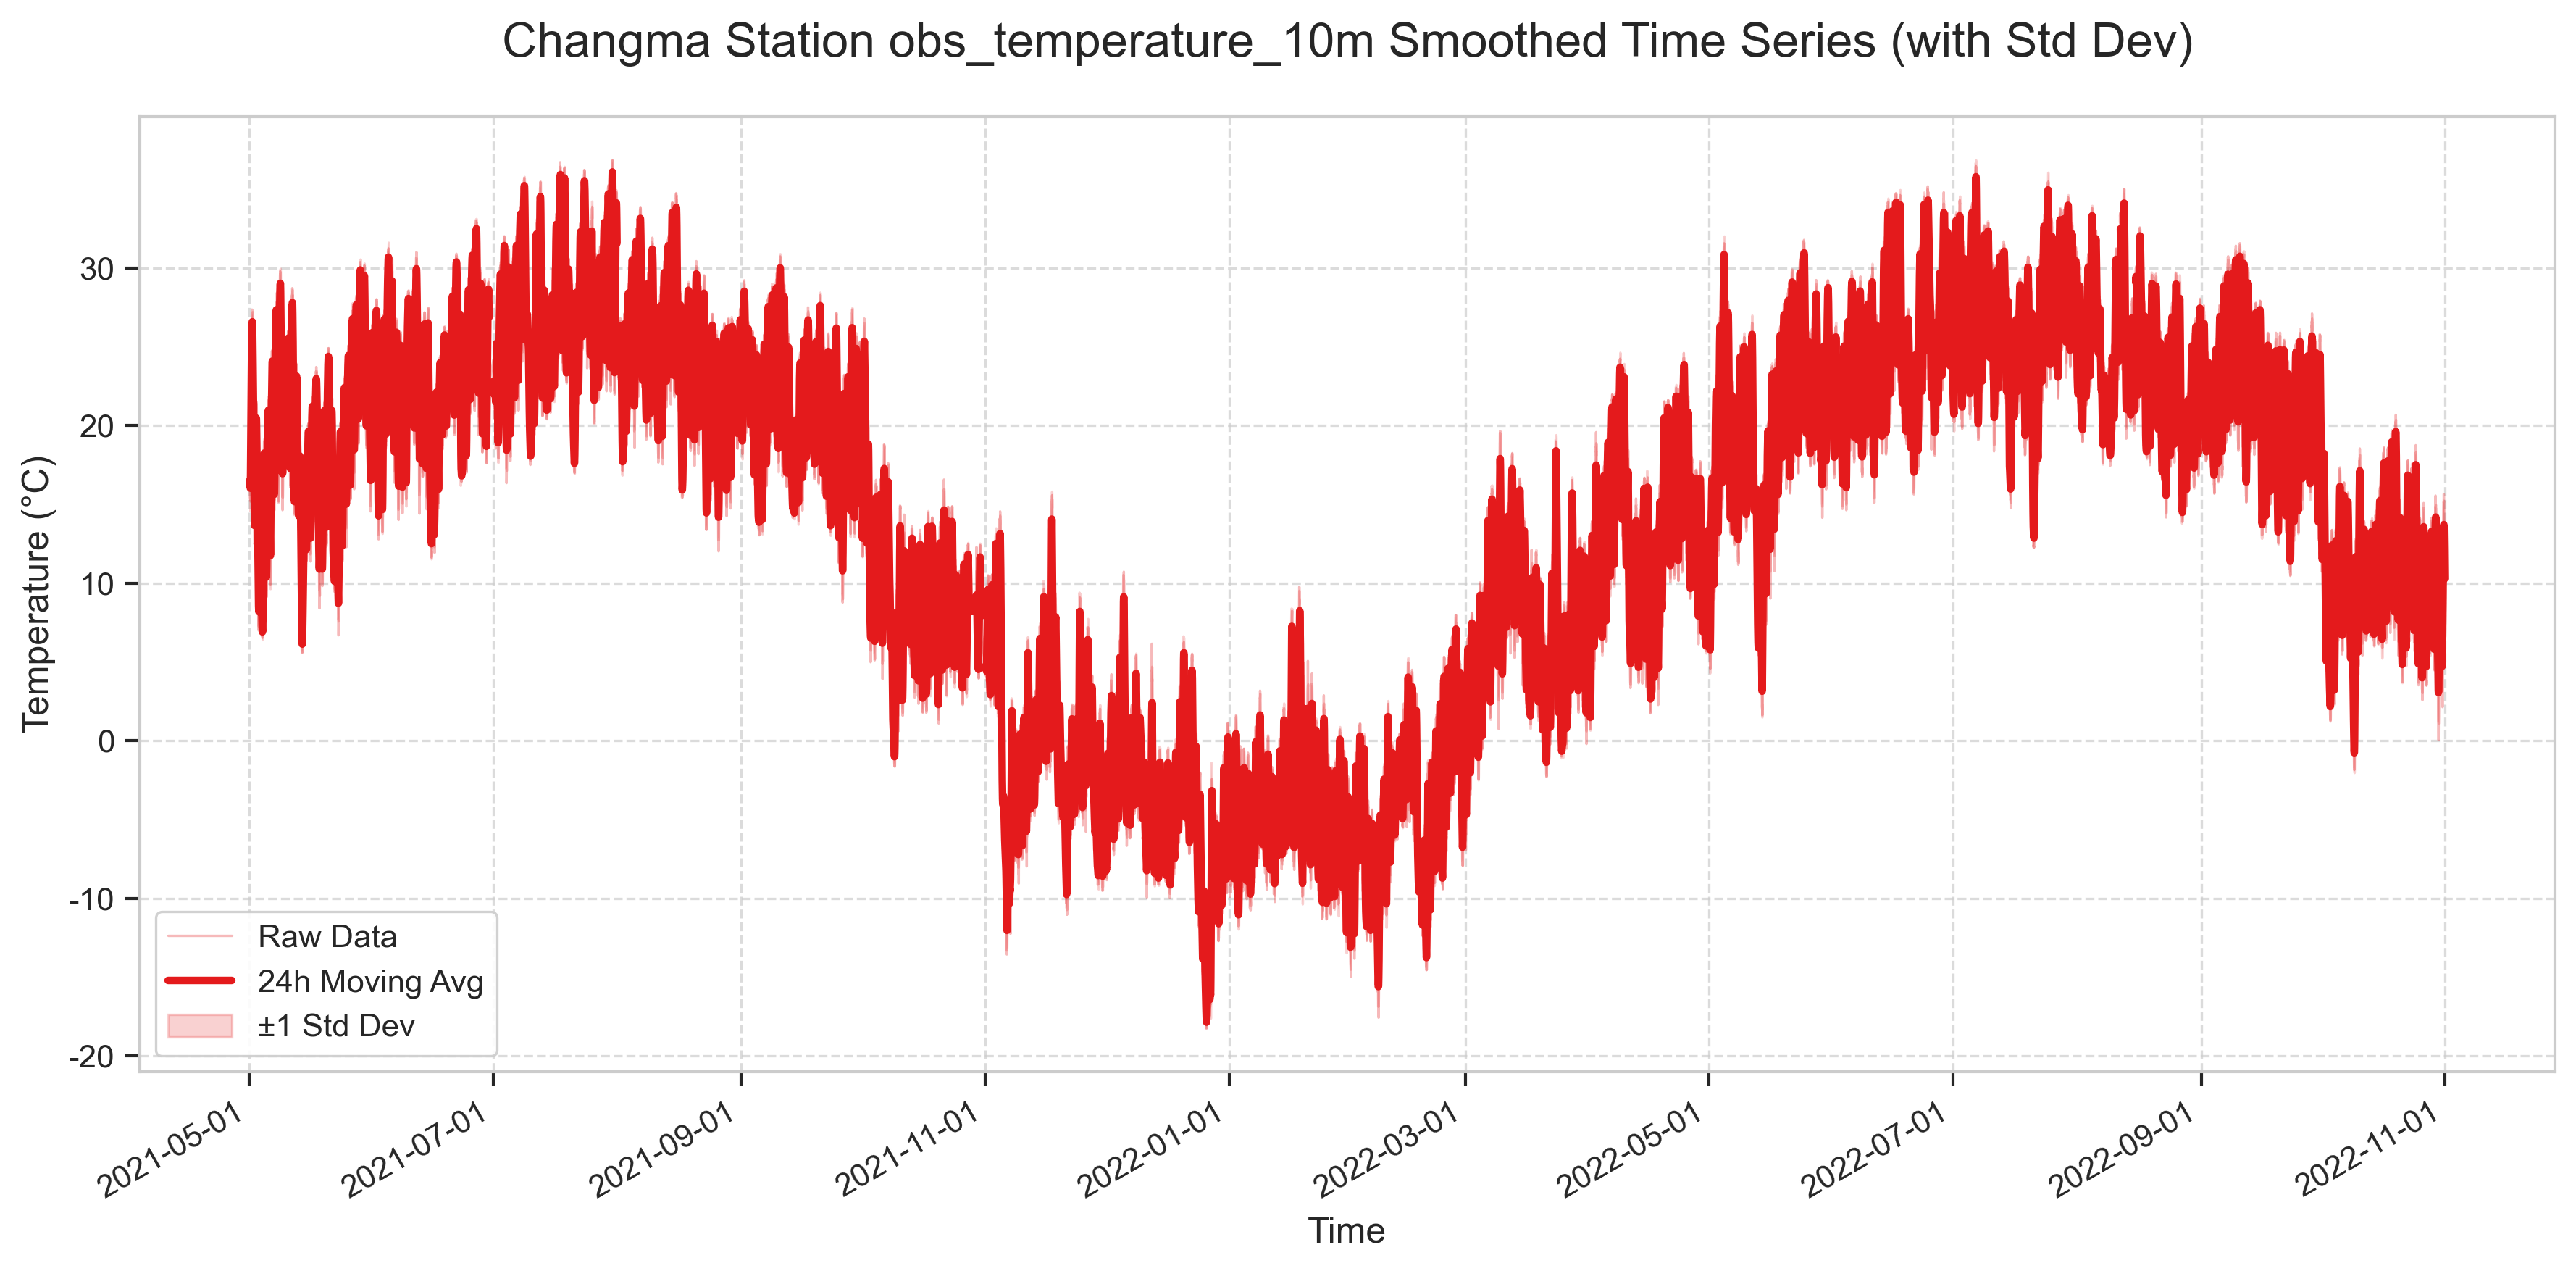 Changma Station obs_temperature_10m Smoothed Time Series (with Std Dev)
Temperature (°C)
30
20
10
0
-10
-20
Raw Data
24h Moving Avg
±1 Std Dev
2021-05-01
2021-07-01
2021-09-01
2021-11-01
2022-01-01
2022-03-01
2022-05-01
2022-07-01
2022-09-01
2022-11-01
Time